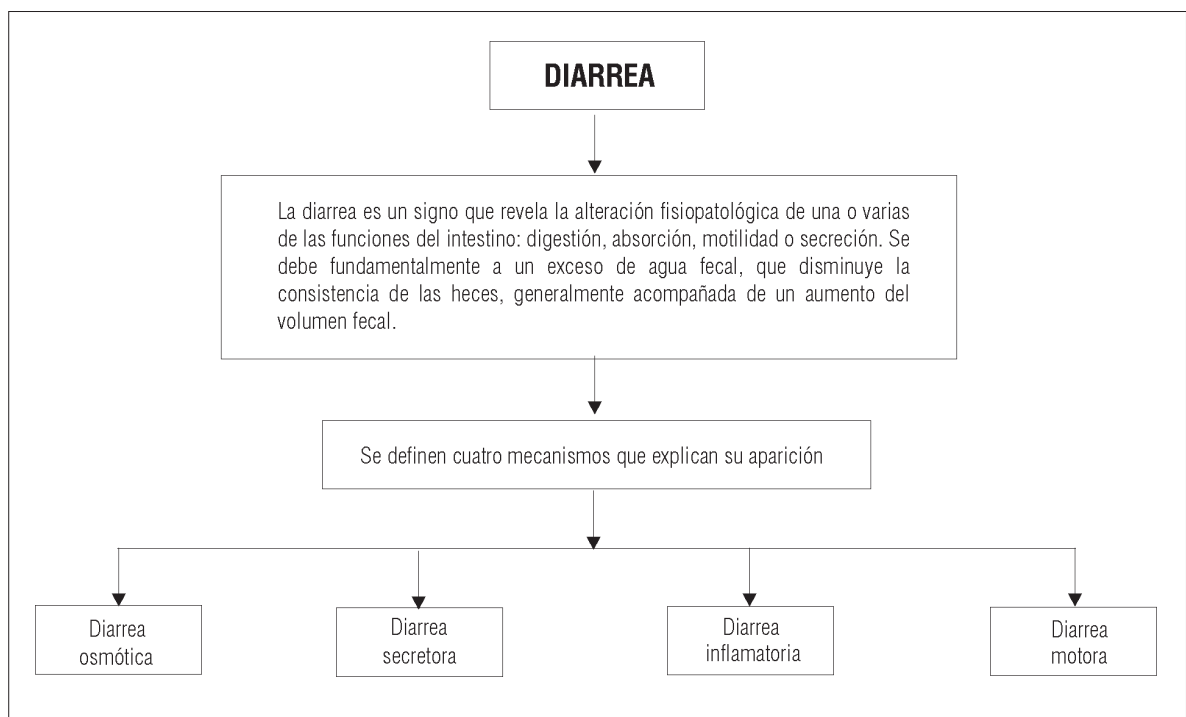 DIARREA
La diarrea es un signo que revela la alteración fisiopatológica de una o varias
de las funciones del intestino: digestión, absorción, motilidad o secreción. Se
debe fundamentalmente a un exceso de agua fecal, que disminuye la
consistencia de las heces, generalmente acompañada de un aumento del
volumen fecal.
Se definen cuatro mecanismos que explican su aparición
Diarrea
osmótica
Diarrea
secretora
Diarrea
inflamatoria
Diarrea
motora